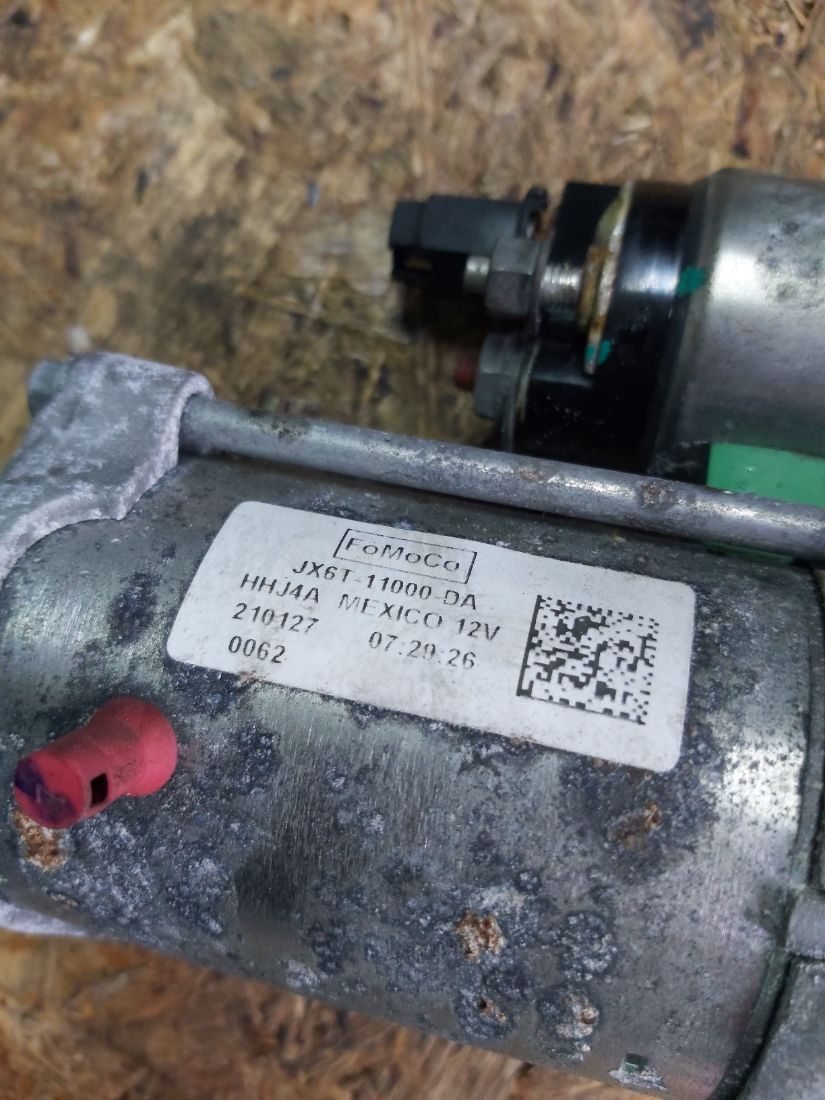 FoMoCo
JX6T-11000-DA
HHJ4A MEXICO 12V
210127 07:29:26
0062